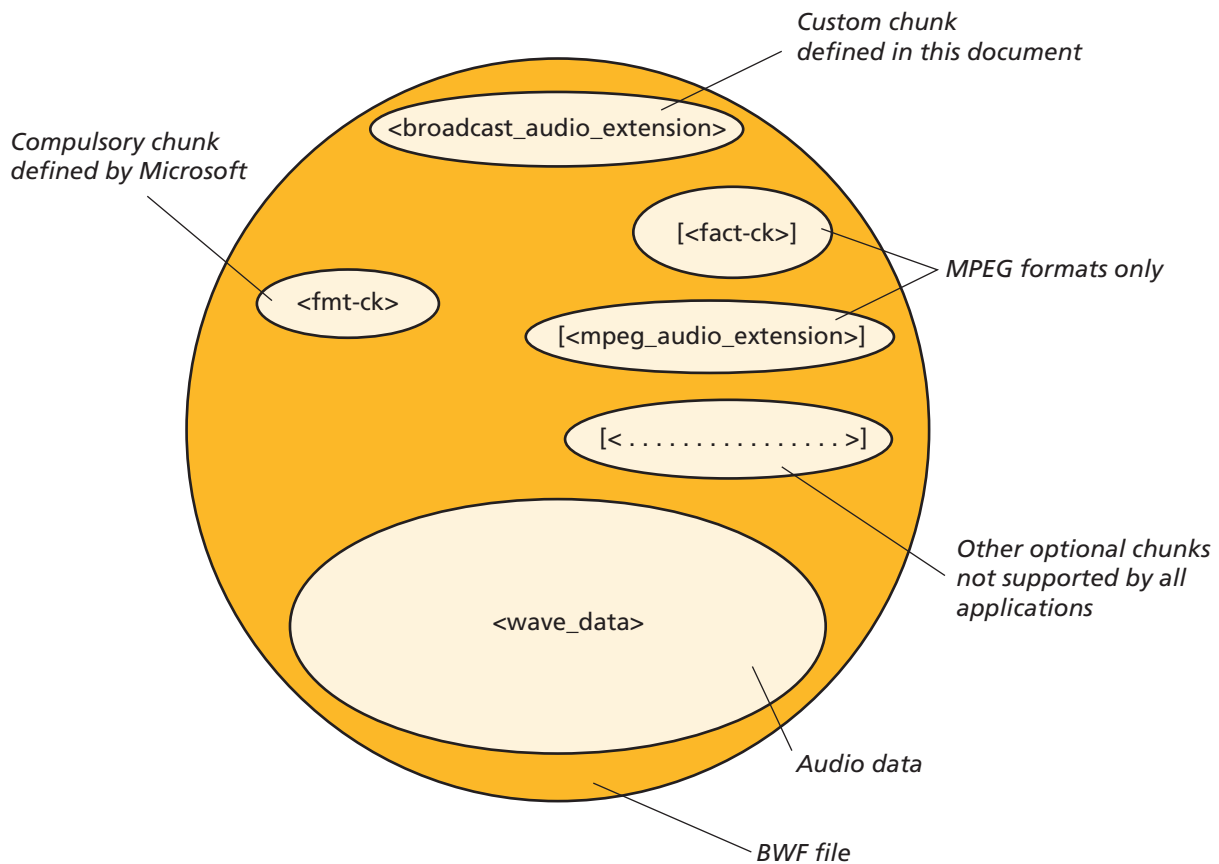 Custom chunk
defined in this document
<broadcast_audio_extension>
Compulsory chunk
defined by Microsoft
[<fact-ck>]
MPEG formats only
<fmt-ck>
[<mpeg_audio_extension>]
[< . . . . . . . . . . . . . . . . >]
Other optional chunks
not supported by all
applications
<wave_data>
Audio data
BWF file